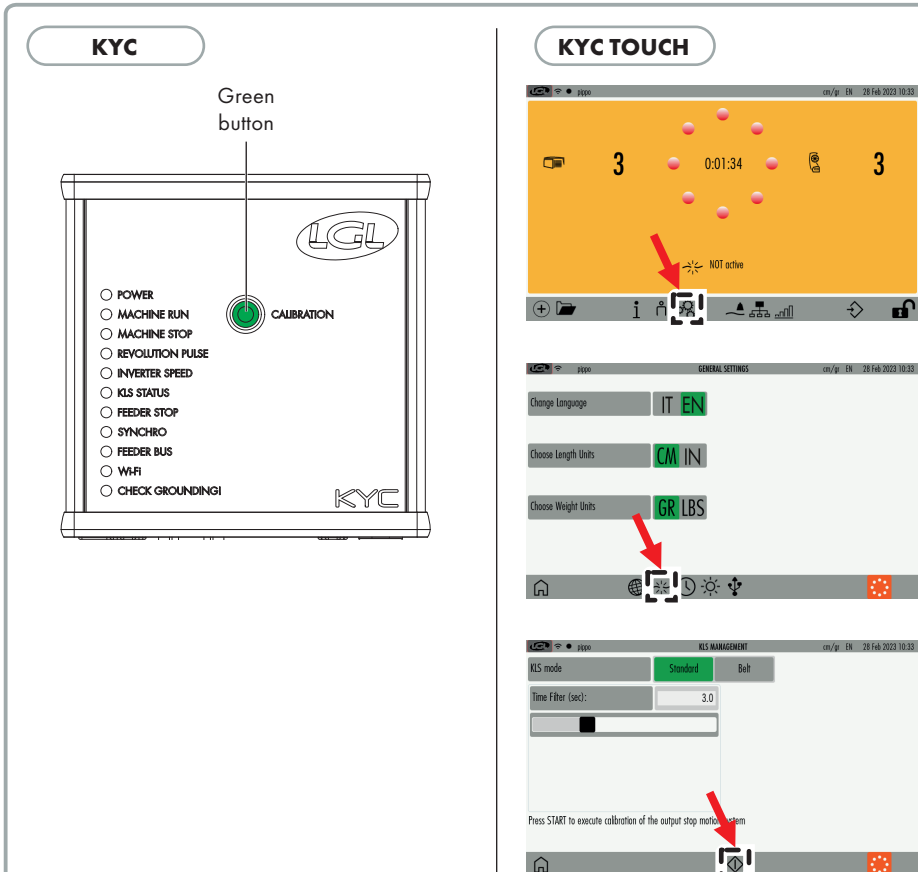 KYC
Green
button
LGL
POWER
MACHINE RUN
CALIBRATION
MACHINE STOP
REVOLUTION PULSE
INVERTER SPEED
KLS STATUS
FEEDER STOP
SYNCHRO
FEEDER BUS
Wi-Fi
CHECK GROUNDING!
KYC
KYC TOUCH
LGL pippo cm/gr EN 28 Feb 2023 10:33
3 0:01:34 3
NOT active
LGL pippo GENERAL SETTINGS cm/gr EN 28 Feb 2023 10:33
Change Language IT EN
Choose Length Units CM IN
Choose Weight Units GR LBS
LGL pippo KLS MANAGEMENT cm/gr EN 28 Feb 2023 10:33
KLS mode Standard Belt
Time Filter (sec): 3.0
Press START to execute calibration of the output stop motion system